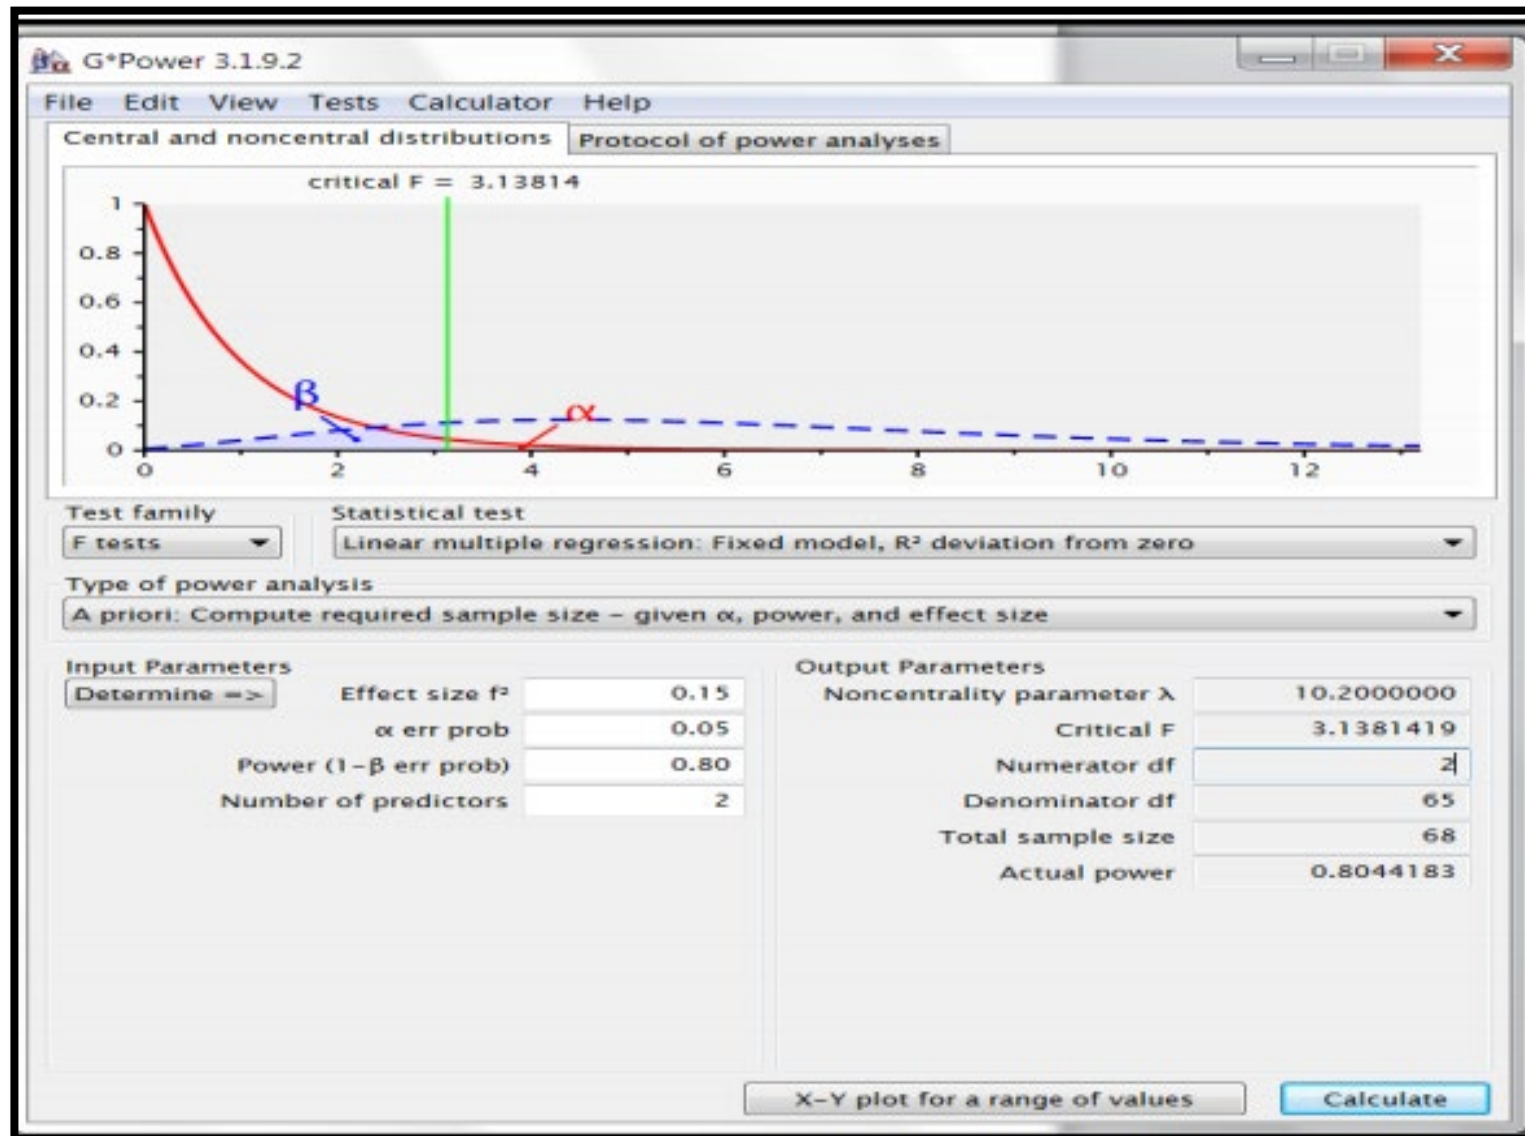 G*Power 3.1.9.2
File Edit View Tests Calculator Help
Central and noncentral distributions Protocol of power analyses
critical F = 3.13814
1
0.8
0.6
0.4
0.2
0
β
α
0 2 4 6 8 10 12
Test family Statistical test
F tests Linear multiple regression: Fixed model, R² deviation from zero
Type of power analysis
A priori: Compute required sample size – given α, power, and effect size
Input Parameters Output Parameters
Determine => Effect size f² 0.15 Noncentrality parameter λ 10.2000000
α err prob 0.05 Critical F 3.1381419
Power (1-β err prob) 0.80 Numerator df 2
Number of predictors 2 Denominator df 65
Total sample size 68
Actual power 0.8044183
X-Y plot for a range of values Calculate